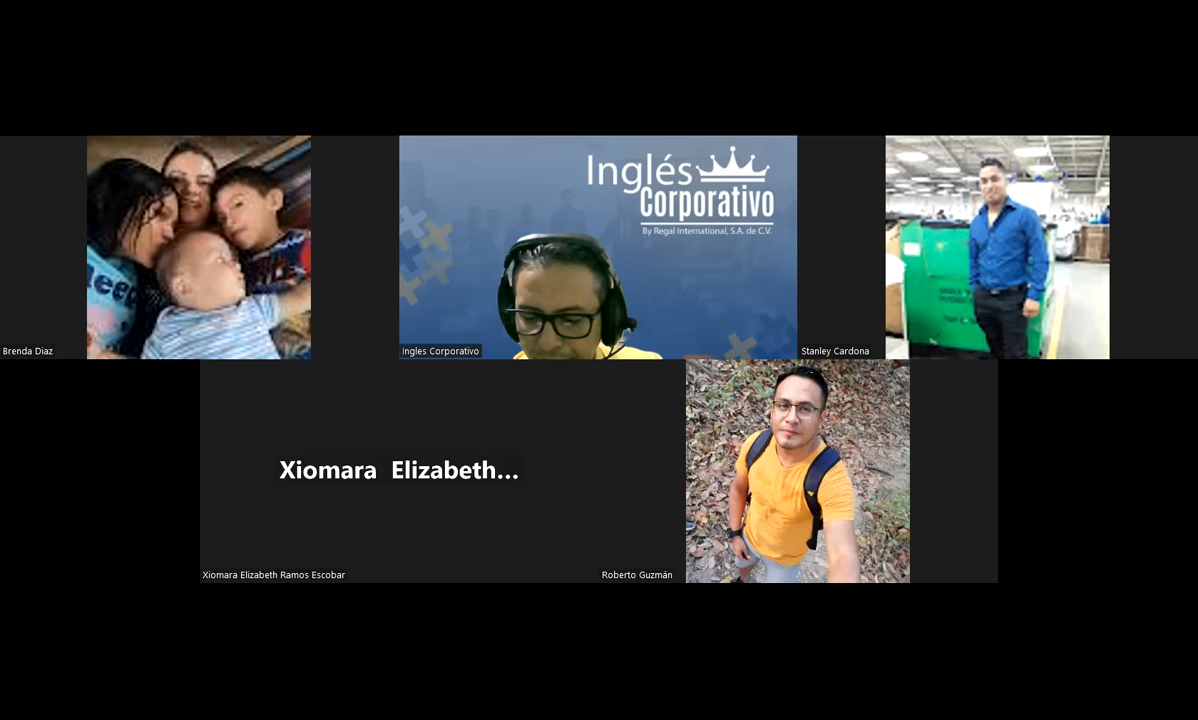 Inglés
Corporativo
By Regal International, S.A. de C.V.
Brenda Diaz
Ingles Corporativo
Stanley Cardona
Xiomara Elizabeth...
Xiomara Elizabeth Ramos Escobar
Roberto Guzmán